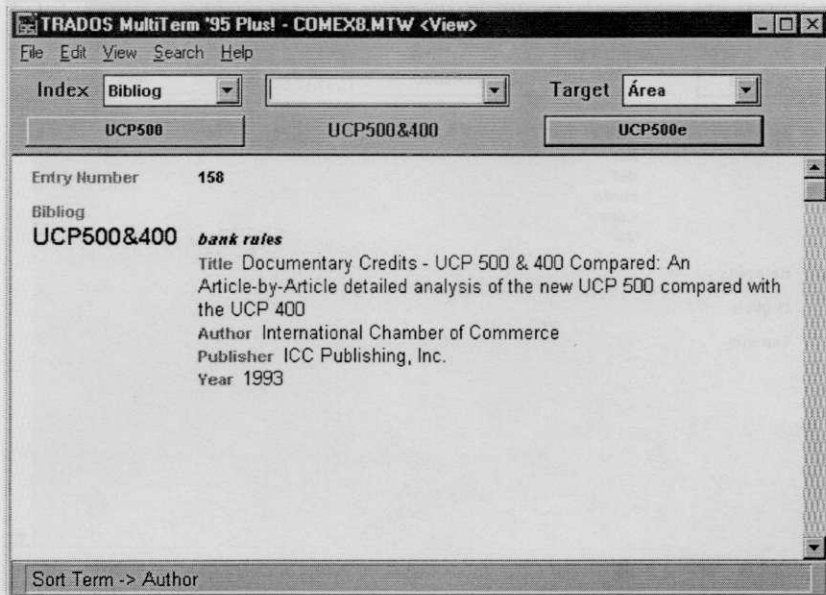 TRADOS MultiTerm '95 Plus! - COMEX8.MTW <View>
File Edit View Search Help
Index Bibliog Target Área
UCP500 UCP500&400 UCP500e
Entry Number 158
Bibliog
UCP500&400 bank rules
Title Documentary Credits - UCP 500 & 400 Compared: An
Article-by-Article detailed analysis of the new UCP 500 compared with
the UCP 400
Author International Chamber of Commerce
Publisher ICC Publishing, Inc.
Year 1993
Sort Term -> Author